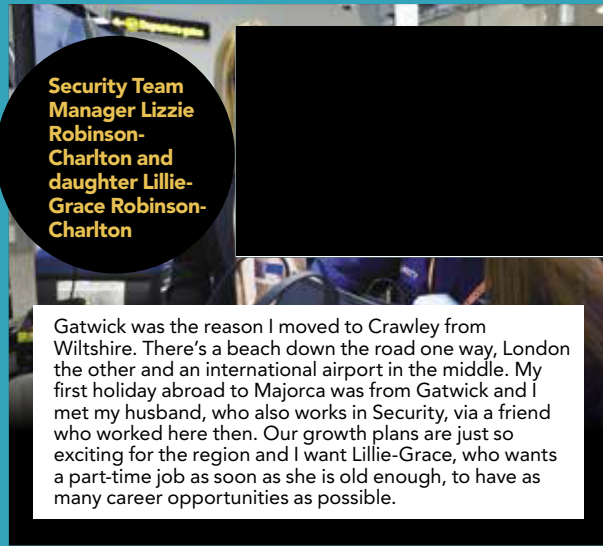 Departure gates
Security Team
Manager Lizzie
Robinson-
Charlton and
daughter Lillie-
Grace Robinson-
Charlton
Gatwick was the reason I moved to Crawley from
Wiltshire. There’s a beach down the road one way, London
the other and an international airport in the middle. My
first holiday abroad to Majorca was from Gatwick and I
met my husband, who also works in Security, via a friend
who worked here then. Our growth plans are just so
exciting for the region and I want Lillie-Grace, who wants
a part-time job as soon as she is old enough, to have as
many career opportunities as possible.